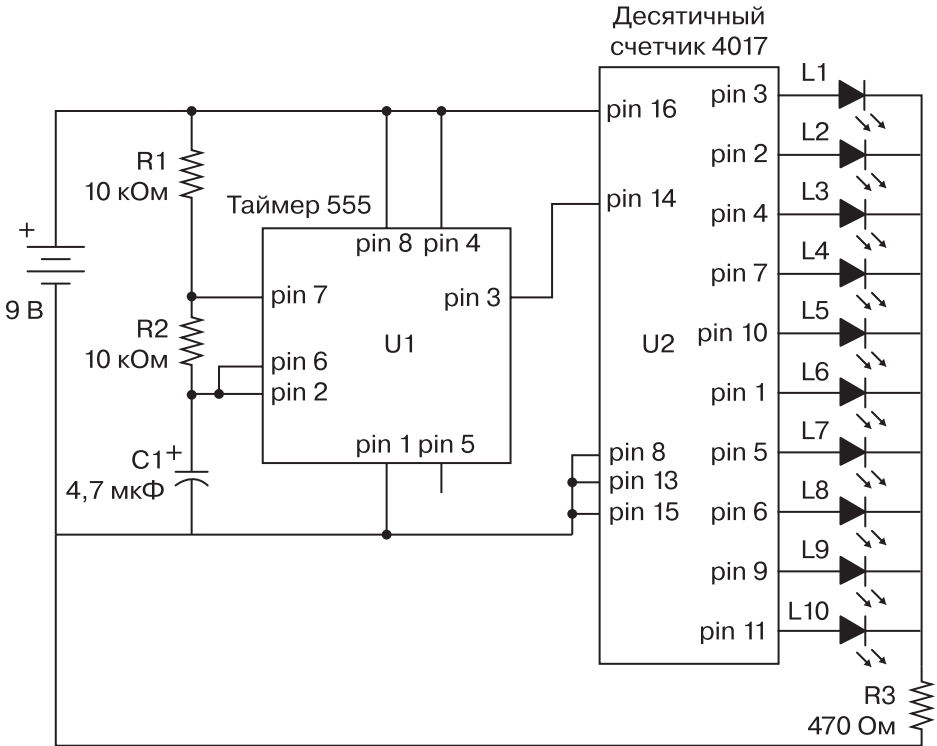 Десятичный
счетчик 4017
L1
pin 3
pin 16
L2
pin 2
R1
10 кОм
Таймер 555
pin 14
L3
pin 4
+
pin 8 pin 4
L4
pin 7
9 В
pin 7
pin 3
R2
10 кОм
U1
U2
L5
pin 10
pin 6
pin 2
L6
pin 1
pin 1 pin 5
C1+
4,7 мкФ
pin 8
pin 13
pin 15
L7
pin 5
L8
pin 6
L9
pin 9
L10
pin 11
R3
470 Ом